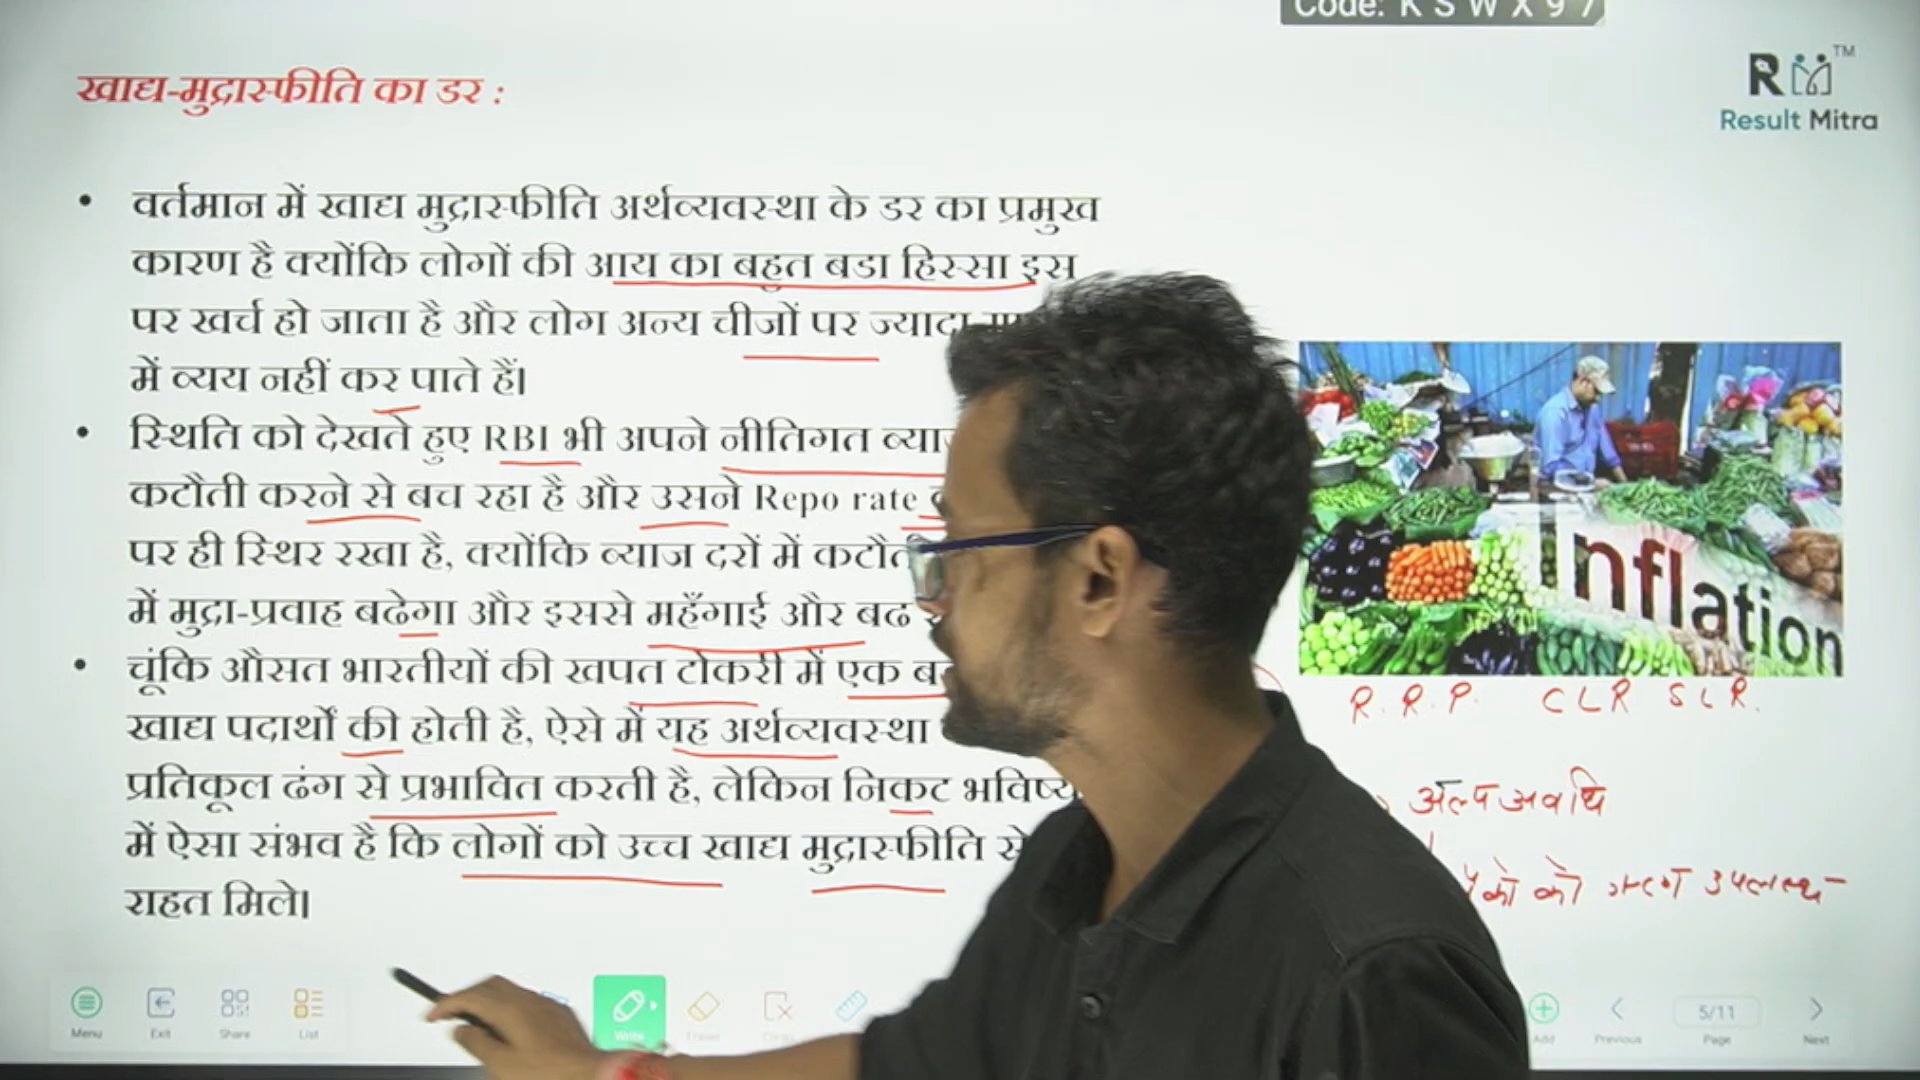 Code: K S W X 9 7
खाद्य-मुद्रास्फीति का डर :
R TM
Result Mitra
• वर्तमान में खाद्य मुद्रास्फीति अर्थव्यवस्था के डर का प्रमुख
कारण है क्योंकि लोगों की आय का बहुत बडा हिस्सा इस
पर खर्च हो जाता है और लोग अन्य चीजों पर ज्यादा
में व्यय नहीं कर पाते हैं।
• स्थिति को देखते हुए RBI भी अपने नीतिगत
कटौती करने से बच रहा है और उसने Repo rate
पर ही स्थिर रखा है, क्योंकि ब्याज दरों में
में मुद्रा-प्रवाह बढेगा और इससे महँगाई और बढ
• चूंकि औसत भारतीयों की खपत टोकरी में एक
खाद्य पदार्थों की होती है, ऐसे में यह अर्थव्यवस्था
प्रतिकूल ढंग से प्रभावित करती है, लेकिन निकट
में ऐसा संभव है कि लोगों को उच्च खाद्य मुद्रास्फीति से
राहत मिले।
Inflation
R. R. P. CLR SLR.
अल्प अवधि
को
Menu Exit Share List Write Eraser Add Previous 5/11 Page Next